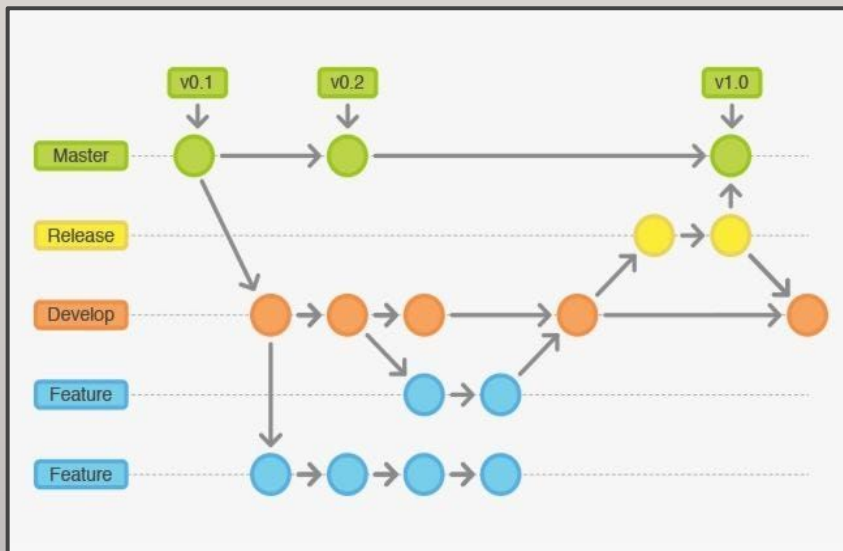 v0.1 v0.2 v1.0
Master
Release
Develop
Feature
Feature